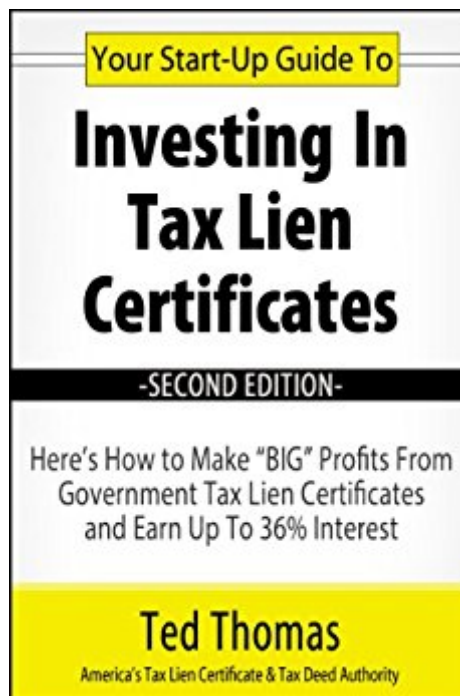 Your Start-Up Guide To
Investing In
Tax Lien
Certificates
-SECOND EDITION-
Here's How to Make “BIG” Profits From
Government Tax Lien Certificates
and Earn Up To 36% Interest
Ted Thomas
America's Tax Lien Certificate & Tax Deed Authority